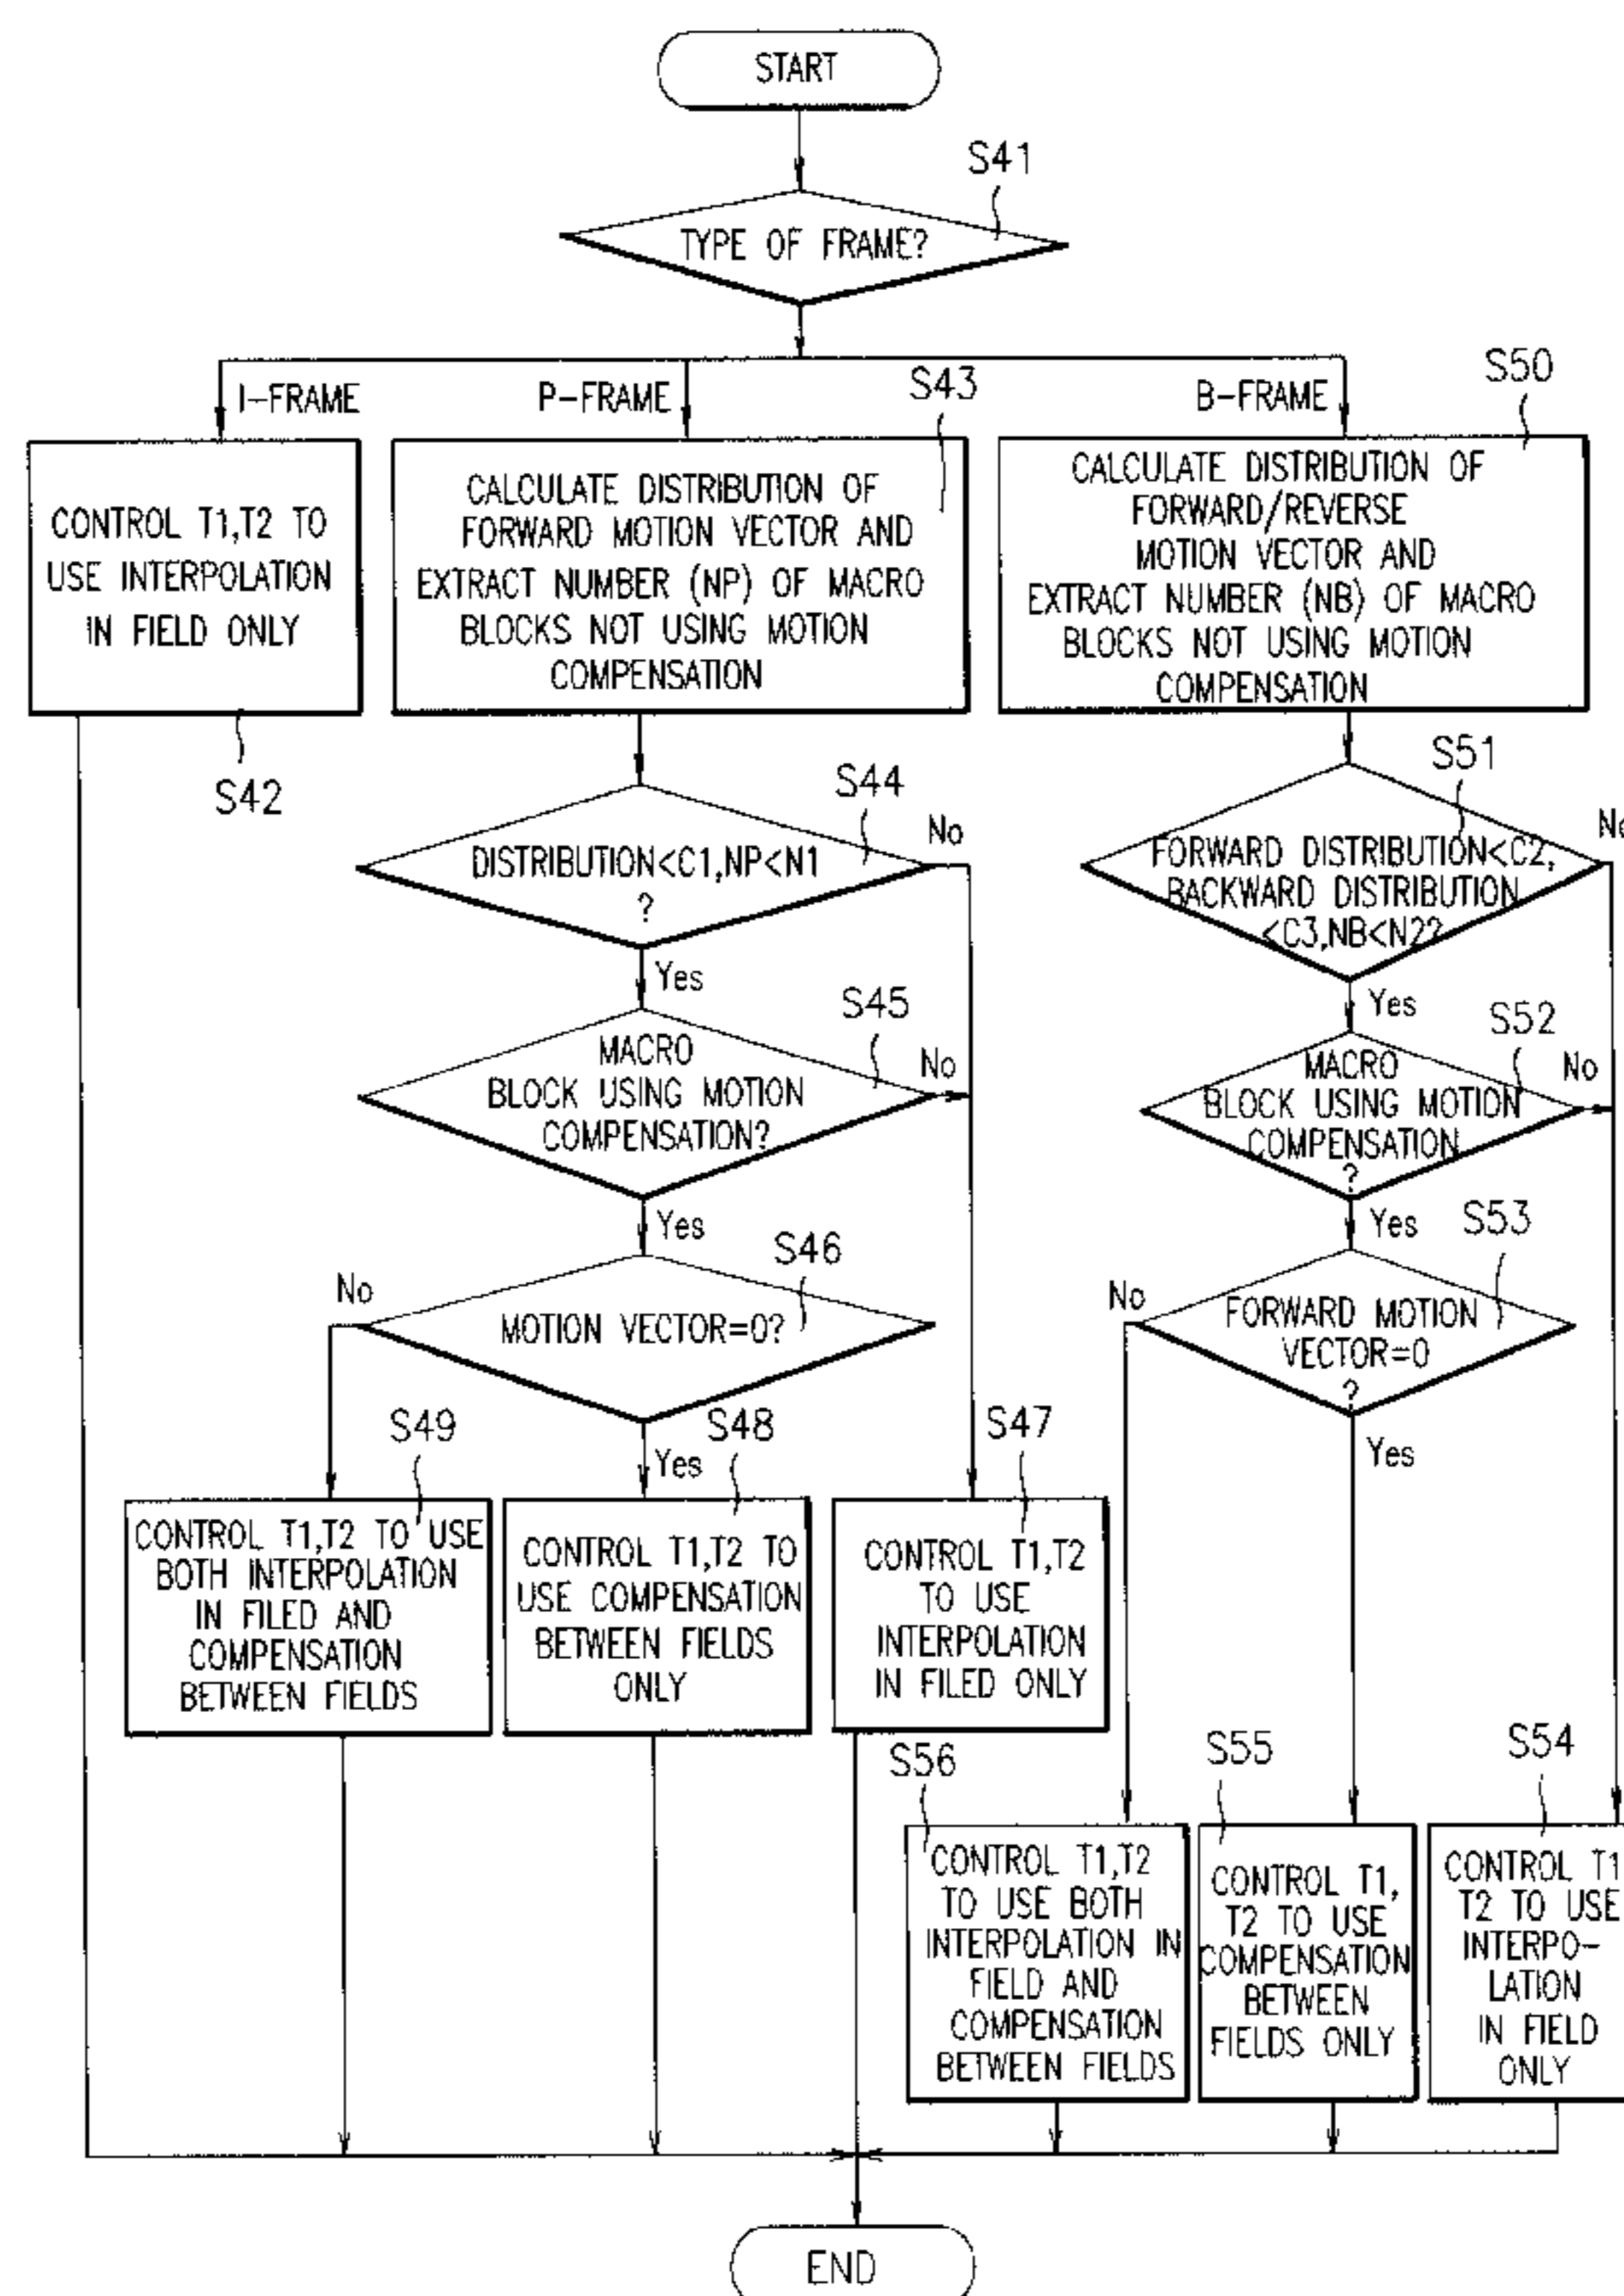 START
S41
TYPE OF FRAME?
I-FRAME
P-FRAME
S43
B-FRAME
S50
CONTROL T1,T2 TO
USE INTERPOLATION
IN FIELD ONLY
S42
CALCULATE DISTRIBUTION OF
FORWARD MOTION VECTOR AND
EXTRACT NUMBER (NP) OF MACRO
BLOCKS NOT USING MOTION
COMPENSATION
CALCULATE DISTRIBUTION OF
FORWARD/REVERSE
MOTION VECTOR AND
EXTRACT NUMBER (NB) OF MACRO
BLOCKS NOT USING MOTION
COMPENSATION
S44
DISTRIBUTION<C1,NP<N1
?
No
Yes
S51
FORWARD DISTRIBUTION<C2,
BACKWARD DISTRIBUTION
<C3,NB<N2?
No
Yes
S45
MACRO
BLOCK USING MOTION
COMPENSATION?
No
Yes
S52
MACRO
BLOCK USING MOTION
COMPENSATION
?
No
Yes
S46
MOTION VECTOR=0?
No
Yes
S53
FORWARD MOTION
VECTOR=0
?
No
Yes
S49
CONTROL T1,T2 TO USE
BOTH INTERPOLATION
IN FILED AND
COMPENSATION
BETWEEN FIELDS
S48
CONTROL T1,T2 TO
USE COMPENSATION
BETWEEN FIELDS
ONLY
S47
CONTROL T1,T2
TO USE
INTERPOLATION
IN FILED ONLY
S56
CONTROL T1,T2
TO USE BOTH
INTERPOLATION IN
FIELD AND
COMPENSATION
BETWEEN FIELDS
S55
CONTROL T1,
T2 TO USE
COMPENSATION
BETWEEN
FIELDS ONLY
S54
CONTROL T1
T2 TO USE
INTERPO-
LATION
IN FIELD
ONLY
END